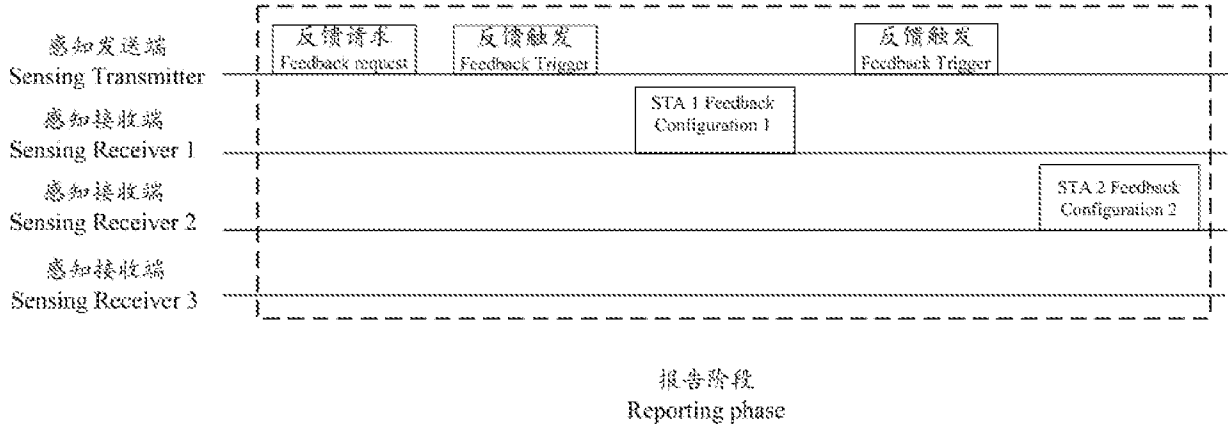 感知发送端
Sensing Transmitter
反馈请求
Feedback request
反馈触发
Feedback Trigger
反馈触发
Feedback Trigger
感知接收端
Sensing Receiver 1
STA 1 Feedback
Configuration 1
感知接收端
Sensing Receiver 2
STA 2 Feedback
Configuration 2
感知接收端
Sensing Receiver 3
报告阶段
Reporting phase